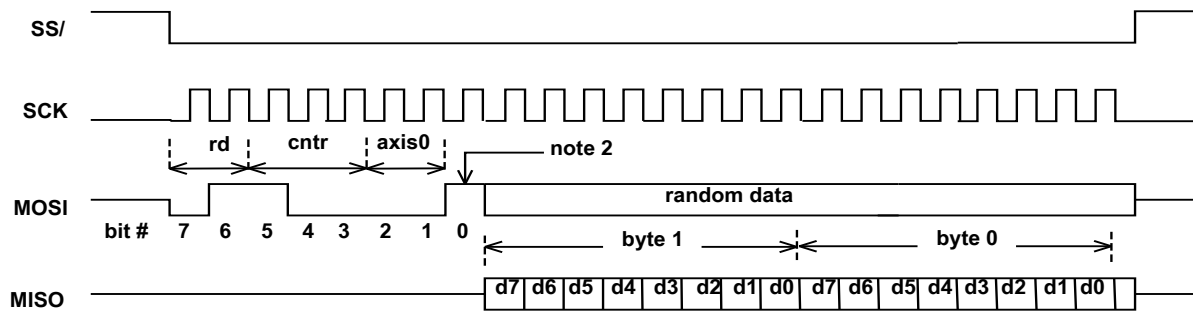 SS/
SCK
rd cntr axis0 note 2
MOSI random data
bit # 7 6 5 4 3 2 1 0 byte 1 byte 0
MISO d7 d6 d5 d4 d3 d2 d1 d0 d7 d6 d5 d4 d3 d2 d1 d0